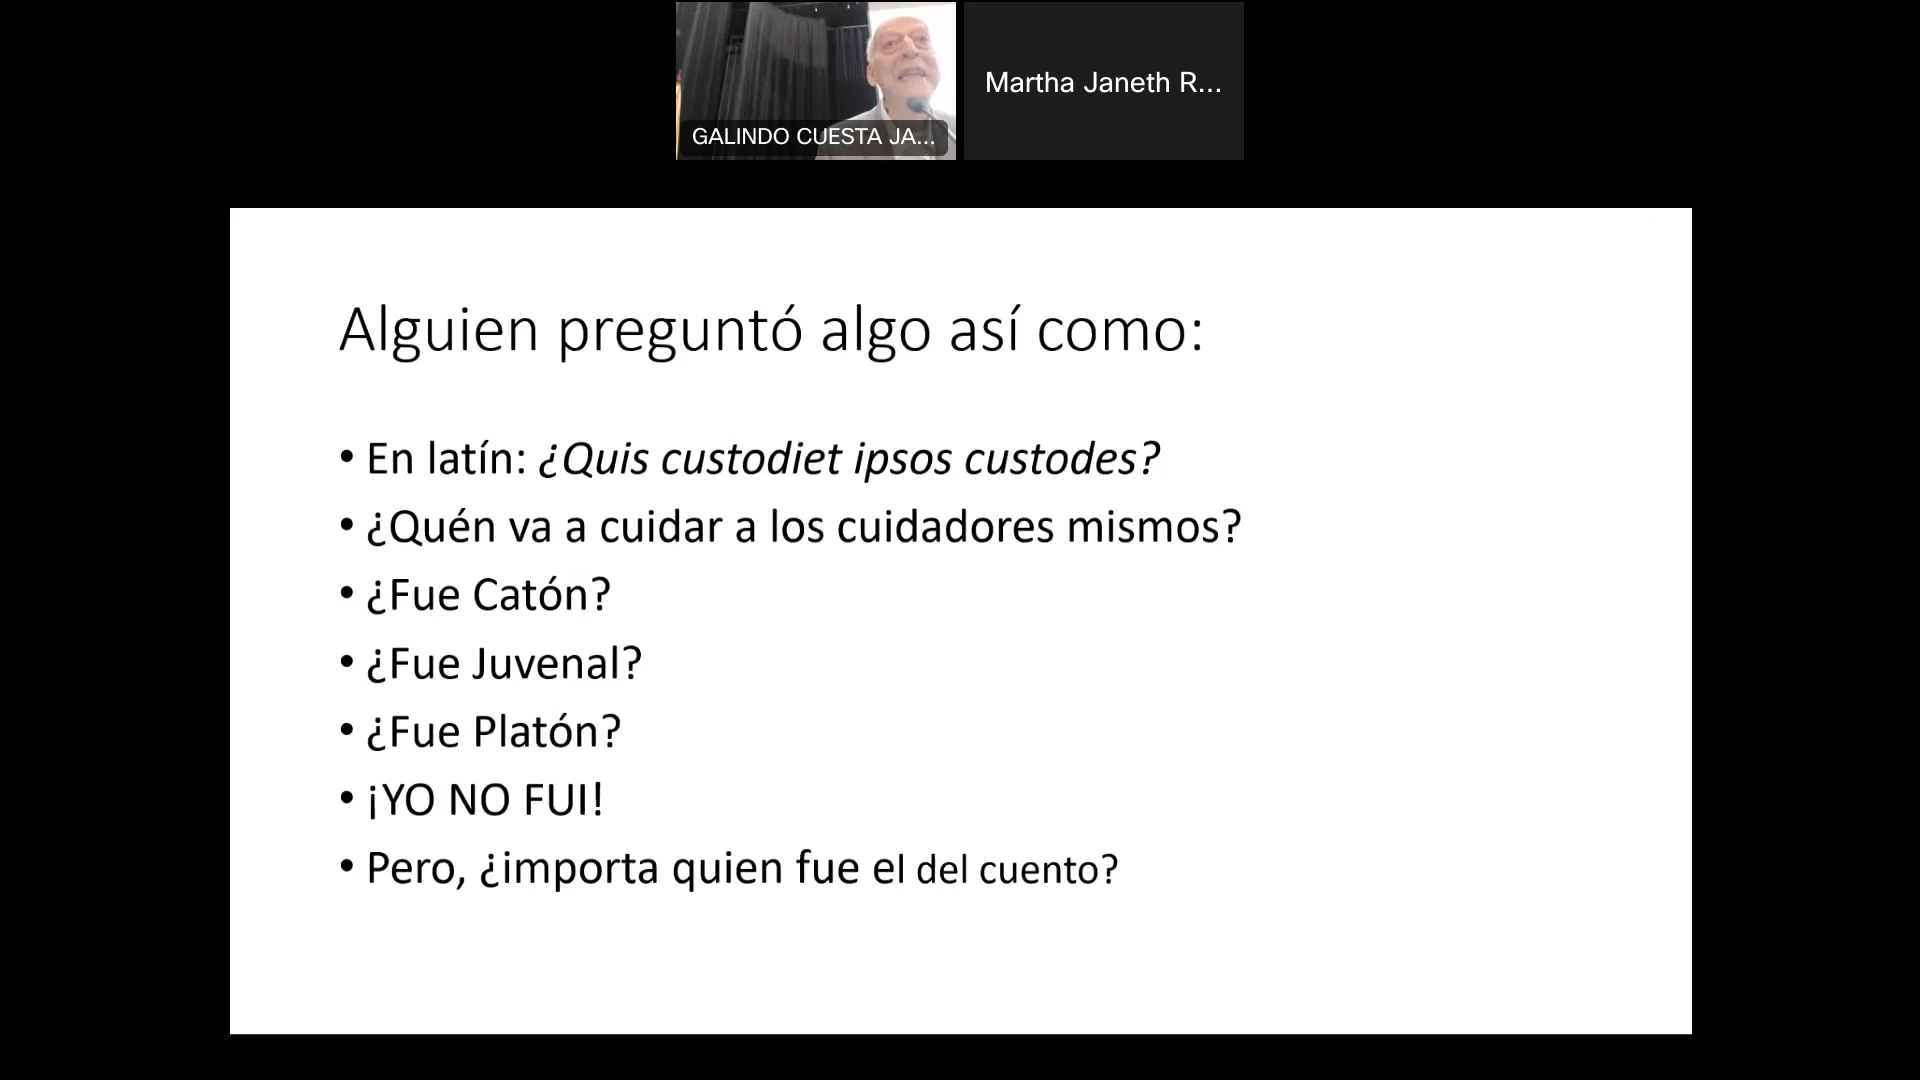 GALINDO CUESTA JA...
Martha Janeth R...
Alguien preguntó algo así como:
• En latín: ¿Quis custodiet ipsos custodes?
• ¿Quén va a cuidar a los cuidadores mismos?
• ¿Fue Catón?
• ¿Fue Juvenal?
• ¿Fue Platón?
• ¡YO NO FUI!
• Pero, ¿importa quien fue el del cuento?